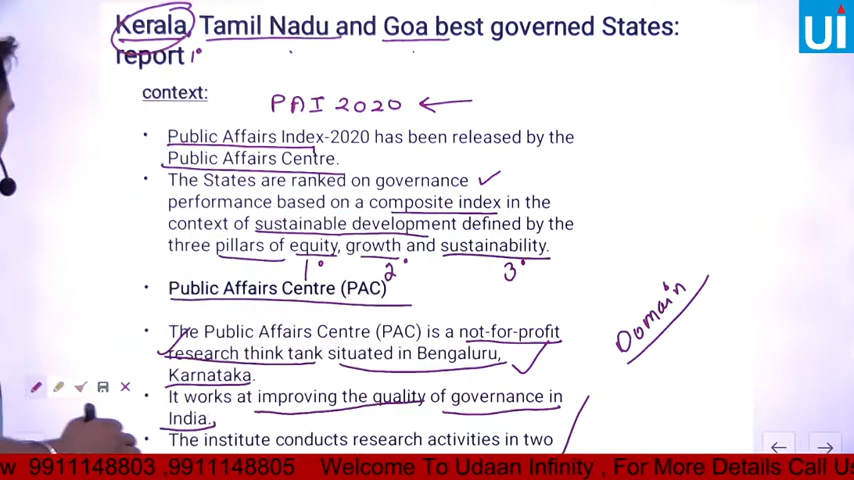 Kerala, Tamil Nadu and Goa best governed States:
report 1°
UI
context:
PAI 2020
• Public Affairs Index-2020 has been released by the
Public Affairs Centre.
• The States are ranked on governance
performance based on a composite index in the
context of sustainable development defined by the
three pillars of equity, growth and sustainability.
1° 2° 3°
• Public Affairs Centre (PAC)
Domain
• The Public Affairs Centre (PAC) is a not-for-profit
research think tank situated in Bengaluru,
Karnataka.
• It works at improving the quality of governance in
India.
• The institute conducts research activities in two
w 9911148803 ,9911148805 Welcome To Udaan Infinity , For More Details Call Us